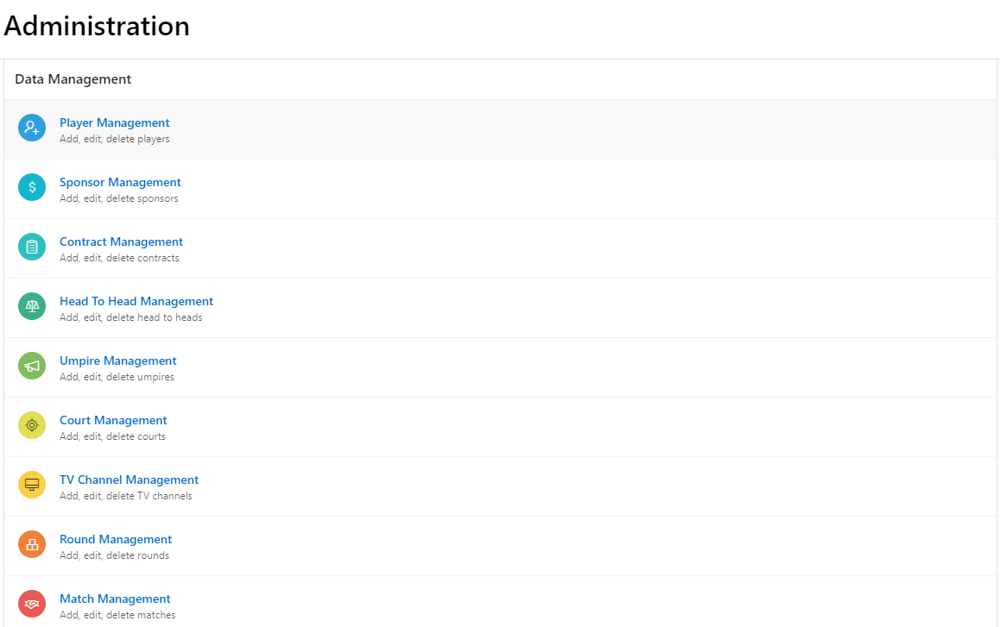 Administration
Data Management
Player Management
Add, edit, delete players
Sponsor Management
Add, edit, delete sponsors
Contract Management
Add, edit, delete contracts
Head To Head Management
Add, edit, delete head to heads
Umpire Management
Add, edit, delete umpires
Court Management
Add, edit, delete courts
TV Channel Management
Add, edit, delete TV channels
Round Management
Add, edit, delete rounds
Match Management
Add, edit, delete matches